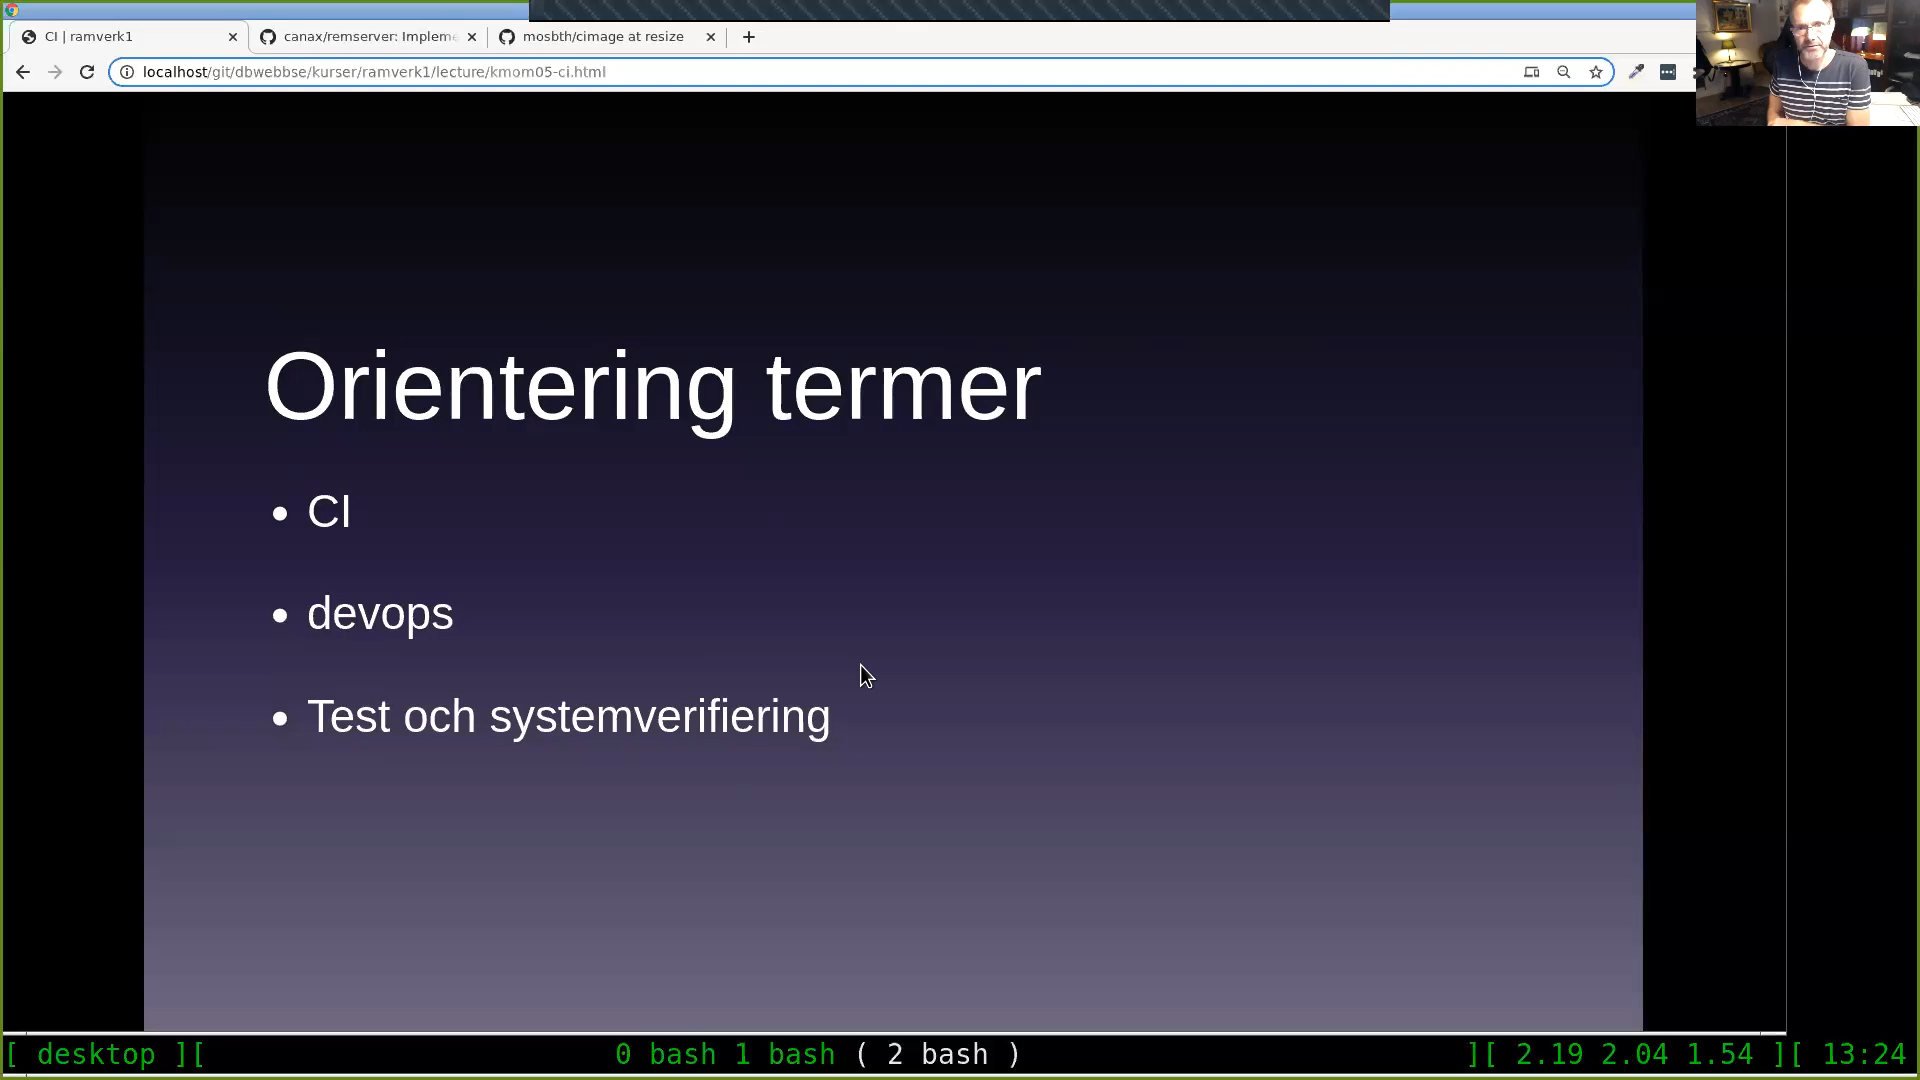 CI | ramverk1
canax/remserver: Implem
mosbth/cimage at resize
localhost/git/dbwebbse/kurser/ramverk1/lecture/kmom05-ci.html
Orientering termer
• CI
• devops
• Test och systemverifiering
[ desktop ][ 0 bash 1 bash ( 2 bash ) ][ 2.19 2.04 1.54 ][ 13:24